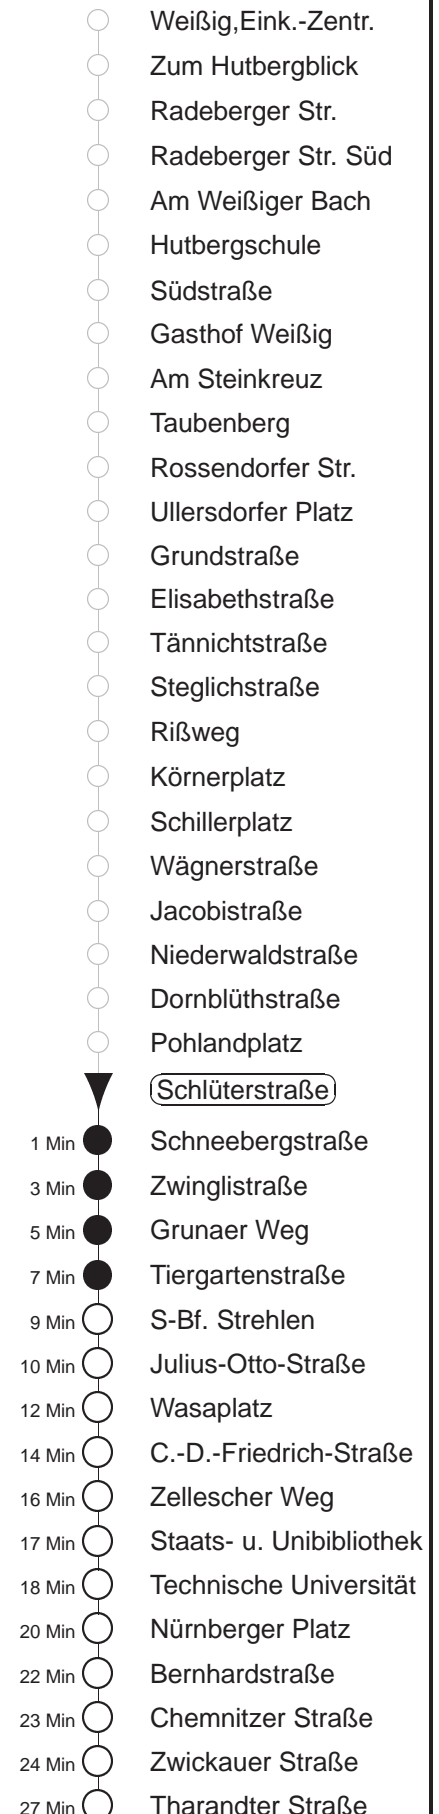 Weißig,Eink.-Zentr.
Zum Hutbergblick
Radeberger Str.
Radeberger Str. Süd
Am Weißiger Bach
Hutbergschule
Südstraße
Gasthof Weißig
Am Steinkreuz
Taubenberg
Rossendorfer Str.
Ullersdorfer Platz
Grundstraße
Elisabethstraße
Tännichtstraße
Steglichstraße
Rißweg
Körnerplatz
Schillerplatz
Wägnerstraße
Jacobistraße
Niederwaldstraße
Dornblüthstraße
Pohlandplatz
Schlüterstraße
1 Min Schneebergstraße
3 Min Zwinglistraße
5 Min Grunaer Weg
7 Min Tiergartenstraße
9 Min S-Bf. Strehlen
10 Min Julius-Otto-Straße
12 Min Wasaplatz
14 Min C.-D.-Friedrich-Straße
16 Min Zellescher Weg
17 Min Staats- u. Unibibliothek
18 Min Technische Universität
20 Min Nürnberger Platz
22 Min Bernhardstraße
23 Min Chemnitzer Straße
24 Min Zwickauer Straße
27 Min Tharandter Straße